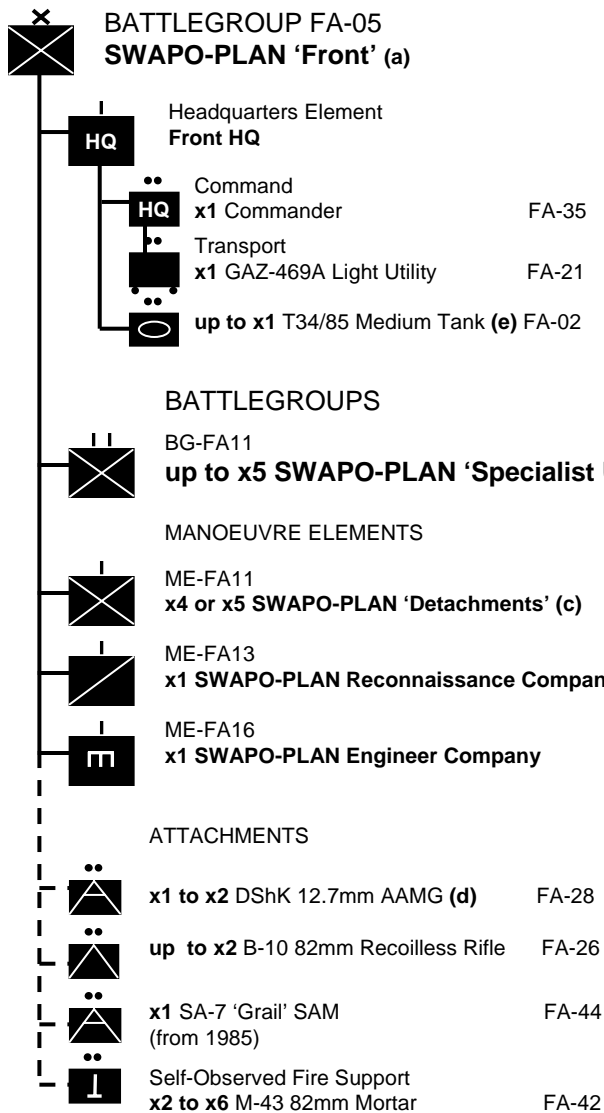 BATTLEGROUP FA-05
SWAPO-PLAN ‘Front’ (a)
Headquarters Element
HQ Front HQ
Command
HQ x1 Commander FA-35
Transport
x1 GAZ-469A Light Utility FA-21
up to x1 T34/85 Medium Tank (e) FA-02
BATTLEGROUPS
BG-FA11
up to x5 SWAPO-PLAN ‘Specialist
MANOEUVRE ELEMENTS
ME-FA11
x4 or x5 SWAPO-PLAN ‘Detachments’ (c)
ME-FA13
x1 SWAPO-PLAN Reconnaissance Compan
ME-FA16
x1 SWAPO-PLAN Engineer Company
ATTACHMENTS
x1 to x2 DShK 12.7mm AAMG (d) FA-28
up to x2 B-10 82mm Recoilless Rifle FA-26
x1 SA-7 ‘Grail’ SAM FA-44
(from 1985)
Self-Observed Fire Support
x2 to x6 M-43 82mm Mortar FA-42